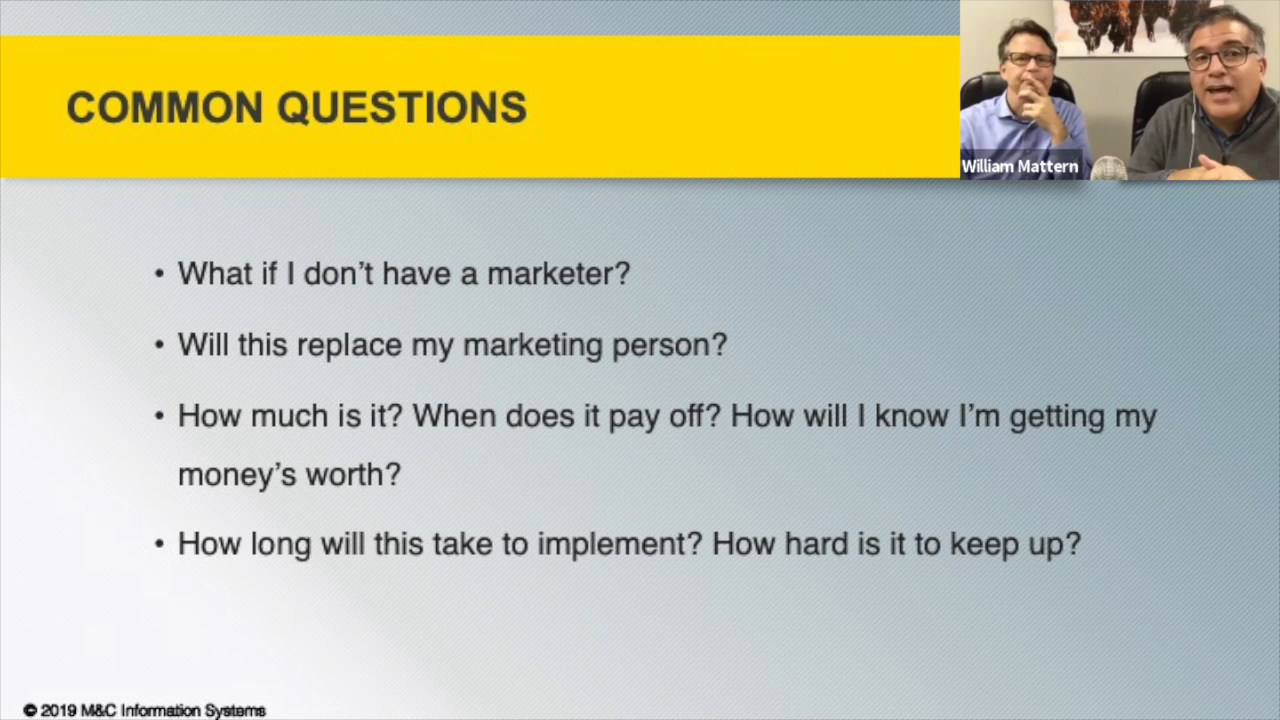 COMMON QUESTIONS
William Mattern
• What if I don’t have a marketer?
• Will this replace my marketing person?
• How much is it? When does it pay off? How will I know I’m getting my
money’s worth?
• How long will this take to implement? How hard is it to keep up?
© 2019 M&C Information Systems